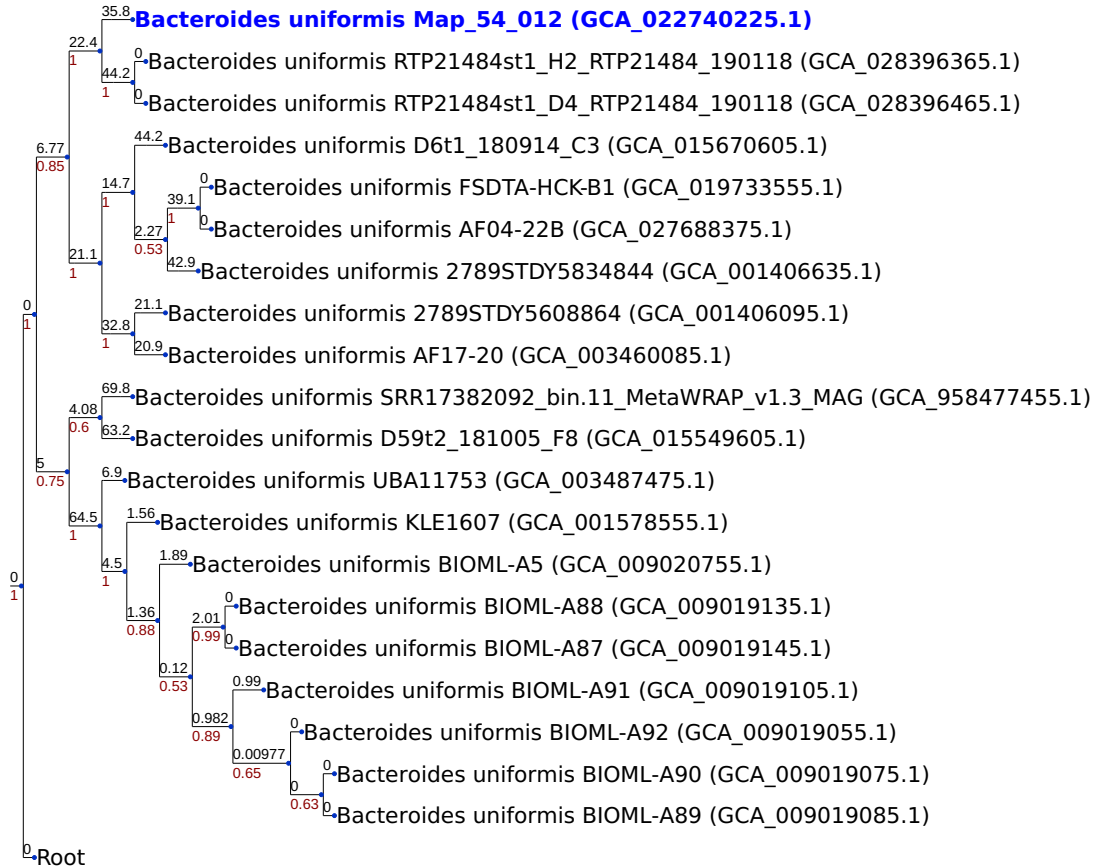 35.8
Bacteroides uniformis Map_54_012 (GCA_022740225.1)
22.4
1
0
Bacteroides uniformis RTP21484st1_H2_RTP21484_190118 (GCA_028396365.1)
44.2
1
0
Bacteroides uniformis RTP21484st1_D4_RTP21484_190118 (GCA_028396465.1)
6.77
0.85
44.2
Bacteroides uniformis D6t1_180914_C3 (GCA_015670605.1)
14.7
1
0
Bacteroides uniformis FSDTA-HCK-B1 (GCA_019733555.1)
39.1
1
0
Bacteroides uniformis AF04-22B (GCA_027688375.1)
2.27
0.53
42.9
Bacteroides uniformis 2789STDY5834844 (GCA_001406635.1)
21.1
1
21.1
Bacteroides uniformis 2789STDY5608864 (GCA_001406095.1)
32.8
1
20.9
Bacteroides uniformis AF17-20 (GCA_003460085.1)
0
1
69.8
Bacteroides uniformis SRR17382092_bin.11_MetaWRAP_v1.3_MAG (GCA_958477455.1)
4.08
0.6
63.2
Bacteroides uniformis D59t2_181005_F8 (GCA_015549605.1)
5
0.75
6.9
Bacteroides uniformis UBA11753 (GCA_003487475.1)
64.5
1
1.56
Bacteroides uniformis KLE1607 (GCA_001578555.1)
4.5
1
1.89
Bacteroides uniformis BIOML-A5 (GCA_009020755.1)
0
1
1.36
0.88
0
Bacteroides uniformis BIOML-A88 (GCA_009019135.1)
2.01
0.99
0
Bacteroides uniformis BIOML-A87 (GCA_009019145.1)
0.12
0.53
0.99
Bacteroides uniformis BIOML-A91 (GCA_009019105.1)
0.982
0.89
0
Bacteroides uniformis BIOML-A92 (GCA_009019055.1)
0.00977
0.65
0
Bacteroides uniformis BIOML-A90 (GCA_009019075.1)
0
0.63
0
Bacteroides uniformis BIOML-A89 (GCA_009019085.1)
0
Root